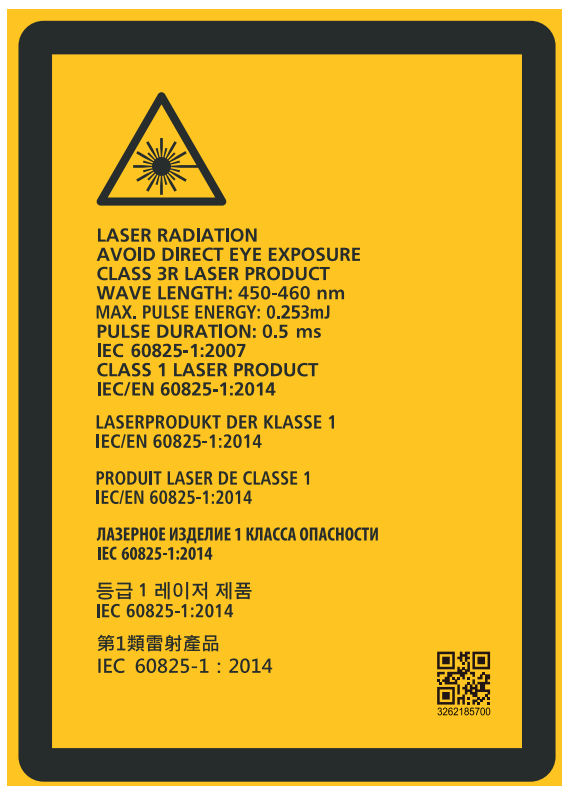 LASER RADIATION
AVOID DIRECT EYE EXPOSURE
CLASS 3R LASER PRODUCT
WAVE LENGTH: 450-460 nm
MAX. PULSE ENERGY: 0.253mJ
PULSE DURATION: 0.5 ms
IEC 60825-1:2007
CLASS 1 LASER PRODUCT
IEC/EN 60825-1:2014
LASERPRODUKT DER KLASSE 1
IEC/EN 60825-1:2014
PRODUIT LASER DE CLASSE 1
IEC/EN 60825-1:2014
ЛАЗЕРНОЕ ИЗДЕЛИЕ 1 КЛАССА ОПАСНОСТИ
IEC 60825-1:2014
등급 1 레이저 제품
IEC 60825-1:2014
第1類雷射產品
IEC 60825-1 : 2014
3262185700